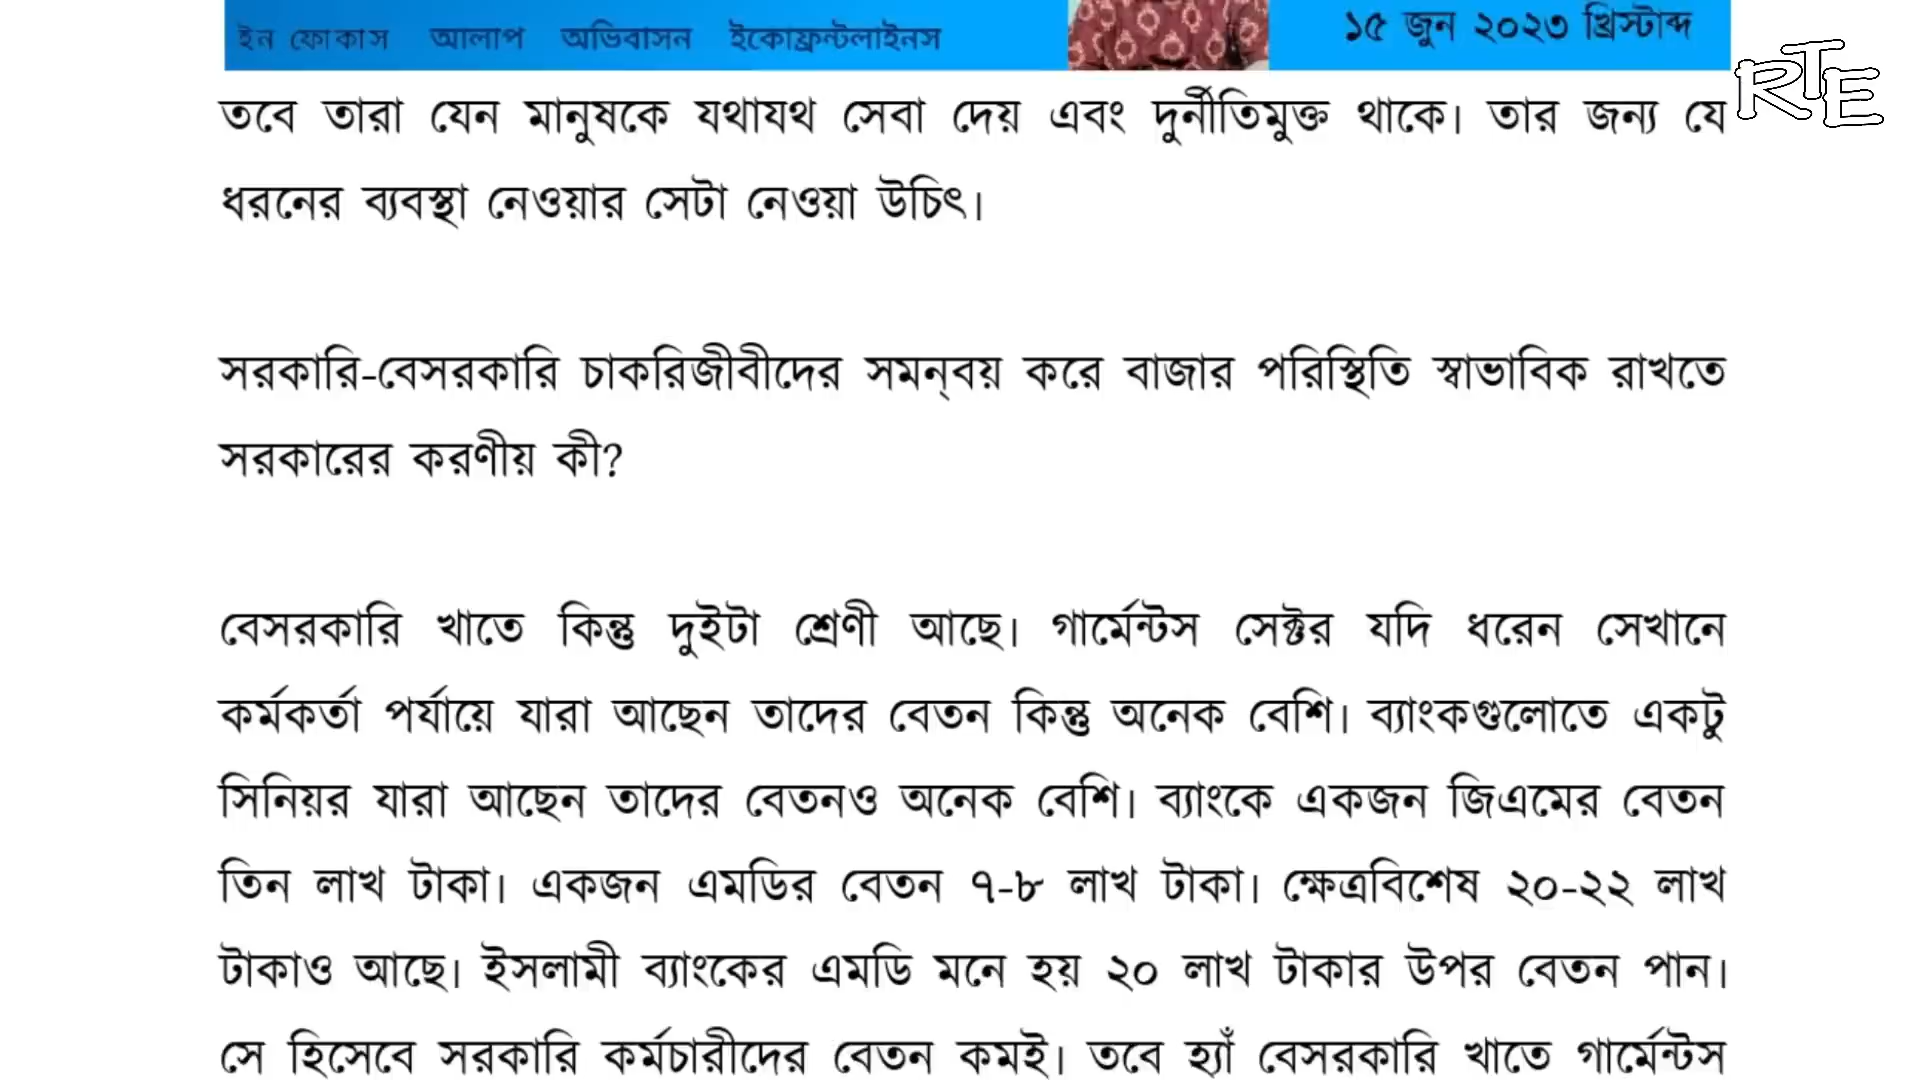 ইন ফোকাস আলাপ অভিবাসন ইকোফ্রন্টলাইনস
১৫ জুন ২০২৩ খ্রিস্টাব্দ
RTE
তবে তারা যেন মানুষকে যথাযথ সেবা দেয় এবং দুর্নীতিমুক্ত থাকে। তার জন্য যে
ধরনের ব্যবস্থা নেওয়ার সেটা নেওয়া উচিৎ।
সরকারি-বেসরকারি চাকরিজীবীদের সমন্‌বয় করে বাজার পরিস্থিতি স্বাভাবিক রাখতে
সরকারের করণীয় কী?
বেসরকারি খাতে কিন্তু দুইটা শ্রেণী আছে। গার্মেন্টস সেক্টর যদি ধরেন সেখানে
কর্মকর্তা পর্যায়ে যারা আছেন তাদের বেতন কিন্তু অনেক বেশি। ব্যাংকগুলোতে একটু
সিনিয়র যারা আছেন তাদের বেতনও অনেক বেশি। ব্যাংকে একজন জিএমের বেতন
তিন লাখ টাকা। একজন এমডির বেতন ৭-৮ লাখ টাকা। ক্ষেত্রবিশেষ ২০-২২ লাখ
টাকাও আছে। ইসলামী ব্যাংকের এমডি মনে হয় ২০ লাখ টাকার উপর বেতন পান।
সে হিসেবে সরকারি কর্মচারীদের বেতন কমই। তবে হ্যাঁ বেসরকারি খাতে গার্মেন্টস